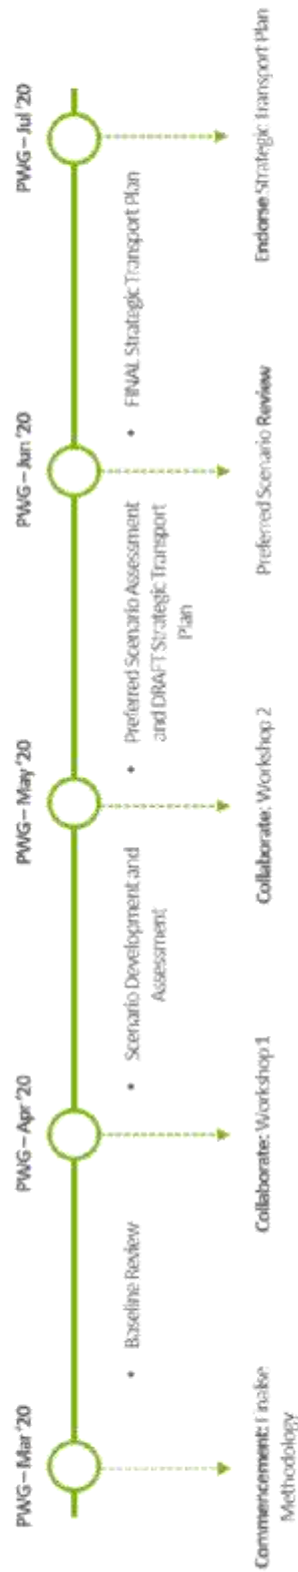 PWG – Mar '20
PWG – Apr '20
PWG – May '20
PWG – Jun '20
PWG – Jul '20
• Baseline Review
• Scenario Development and
Assessment
• Preferred Scenario Assessment
and DRAFT Strategic Transport
Plan
• FINAL Strategic Transport Plan
Commencement: Finalise
Methodology
Collaborate: Workshop 1
Collaborate: Workshop 2
Preferred Scenario Review
Endorse Strategic Transport Plan